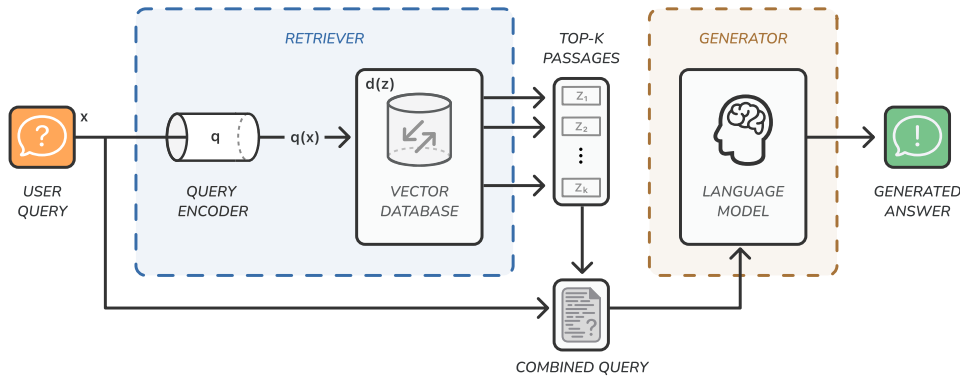 RETRIEVER
TOP-K
PASSAGES
GENERATOR
x
?
q
q(x)
d(z)
z₁
z₂
⋮
zₖ
!
USER
QUERY
QUERY
ENCODER
VECTOR
DATABASE
LANGUAGE
MODEL
GENERATED
ANSWER
?
COMBINED QUERY